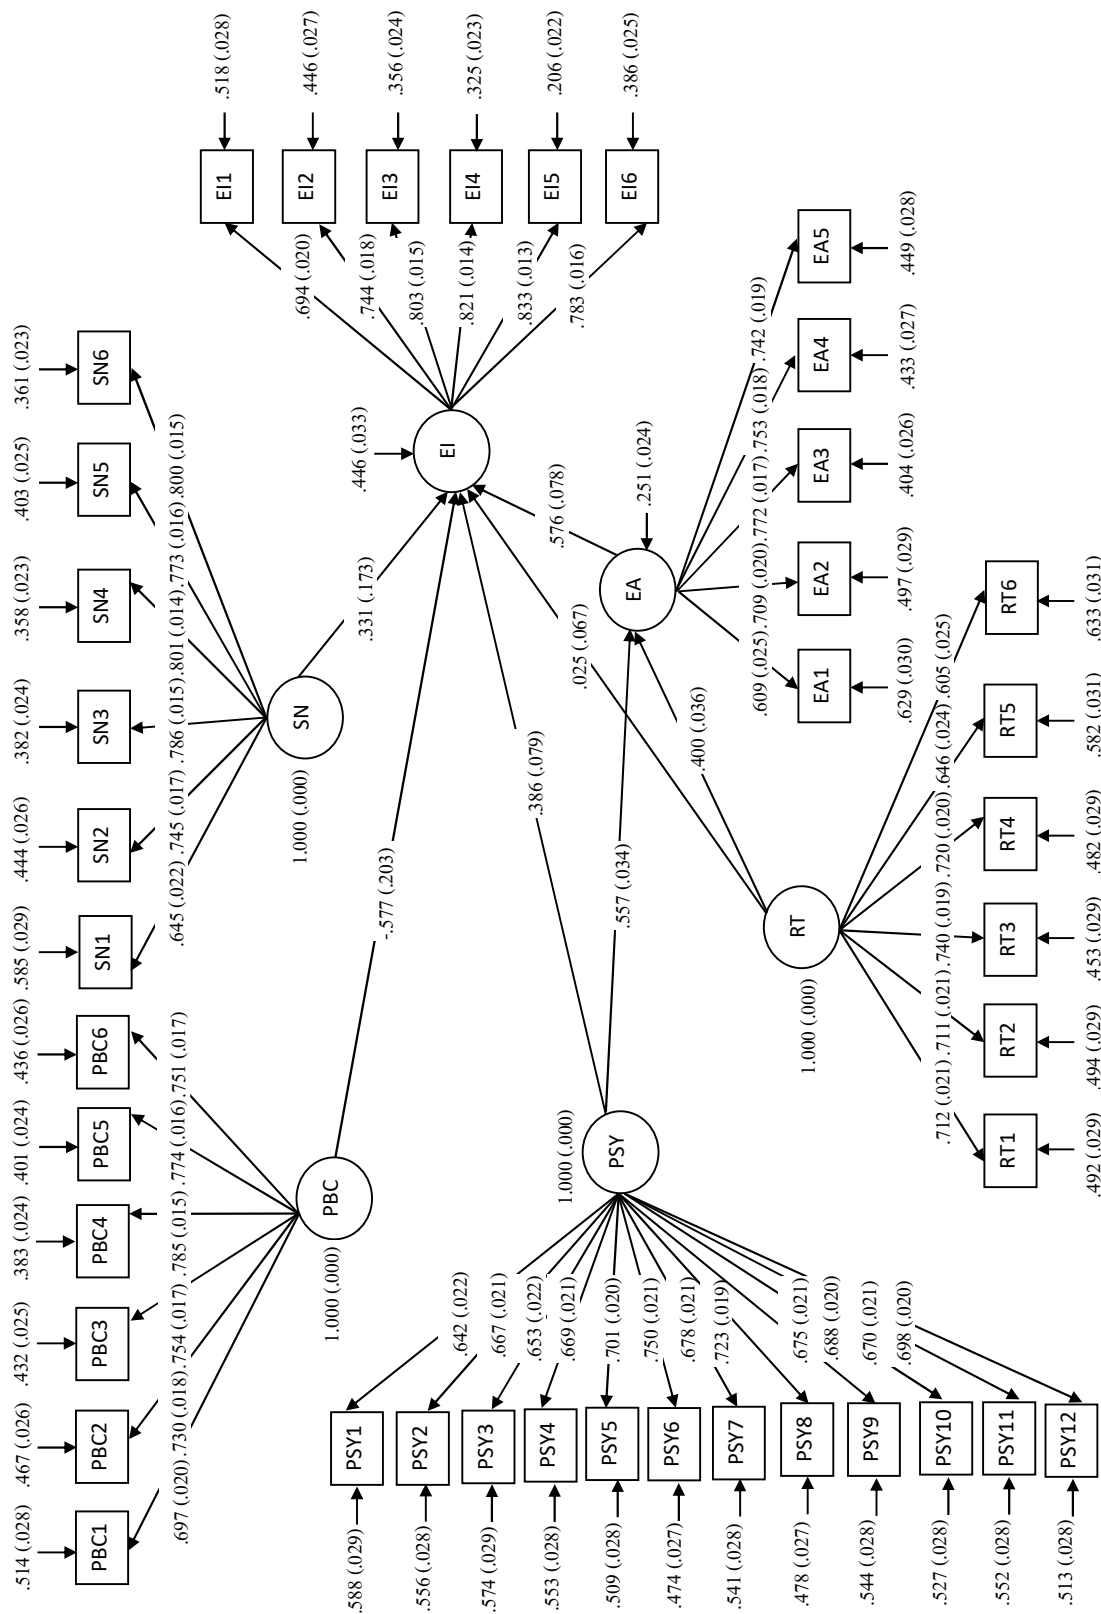 .514 (.028)
.467 (.026)
.432 (.025)
.383 (.024)
.401 (.024)
.436 (.026)
.585 (.029)
.444 (.026)
.382 (.024)
.358 (.023)
.403 (.025)
.361 (.023)
PBC1
PBC2
PBC3
PBC4
PBC5
PBC6
SN1
SN2
SN3
SN4
SN5
SN6
.697 (.020)
.730 (.018)
.754 (.017)
.785 (.015)
.774 (.016)
.751 (.017)
.645 (.022)
.745 (.017)
.786 (.015)
.801 (.014)
.773 (.016)
.800 (.015)
1.000 (.000)
PBC
1.000 (.000)
SN
-.577 (.203)
.331 (.173)
.446 (.033)
EI
.694 (.020)
.744 (.018)
.803 (.015)
.821 (.014)
.833 (.013)
.783 (.016)
EI1
EI2
EI3
EI4
EI5
EI6
.518 (.028)
.446 (.027)
.356 (.024)
.325 (.023)
.206 (.022)
.386 (.025)
.588 (.029)
.556 (.028)
.574 (.029)
.553 (.028)
.509 (.028)
.474 (.027)
.541 (.028)
.478 (.027)
.544 (.028)
.527 (.028)
.552 (.028)
.513 (.028)
PSY1
PSY2
PSY3
PSY4
PSY5
PSY6
PSY7
PSY8
PSY9
PSY10
PSY11
PSY12
.642 (.022)
.667 (.021)
.653 (.022)
.669 (.021)
.701 (.020)
.750 (.021)
.678 (.021)
.723 (.019)
.675 (.021)
.688 (.020)
.670 (.021)
.698 (.020)
1.000 (.000)
PSY
.386 (.079)
.557 (.034)
.025 (.067)
.400 (.036)
.576 (.078)
EA
.251 (.024)
.609 (.025)
.709 (.020)
.772 (.017)
.753 (.018)
.742 (.019)
EA1
EA2
EA3
EA4
EA5
.629 (.030)
.497 (.029)
.404 (.026)
.433 (.027)
.449 (.028)
1.000 (.000)
RT
.712 (.021)
.711 (.021)
.740 (.019)
.720 (.020)
.646 (.024)
.605 (.025)
RT1
RT2
RT3
RT4
RT5
RT6
.492 (.029)
.494 (.029)
.453 (.029)
.482 (.029)
.582 (.031)
.633 (.031)